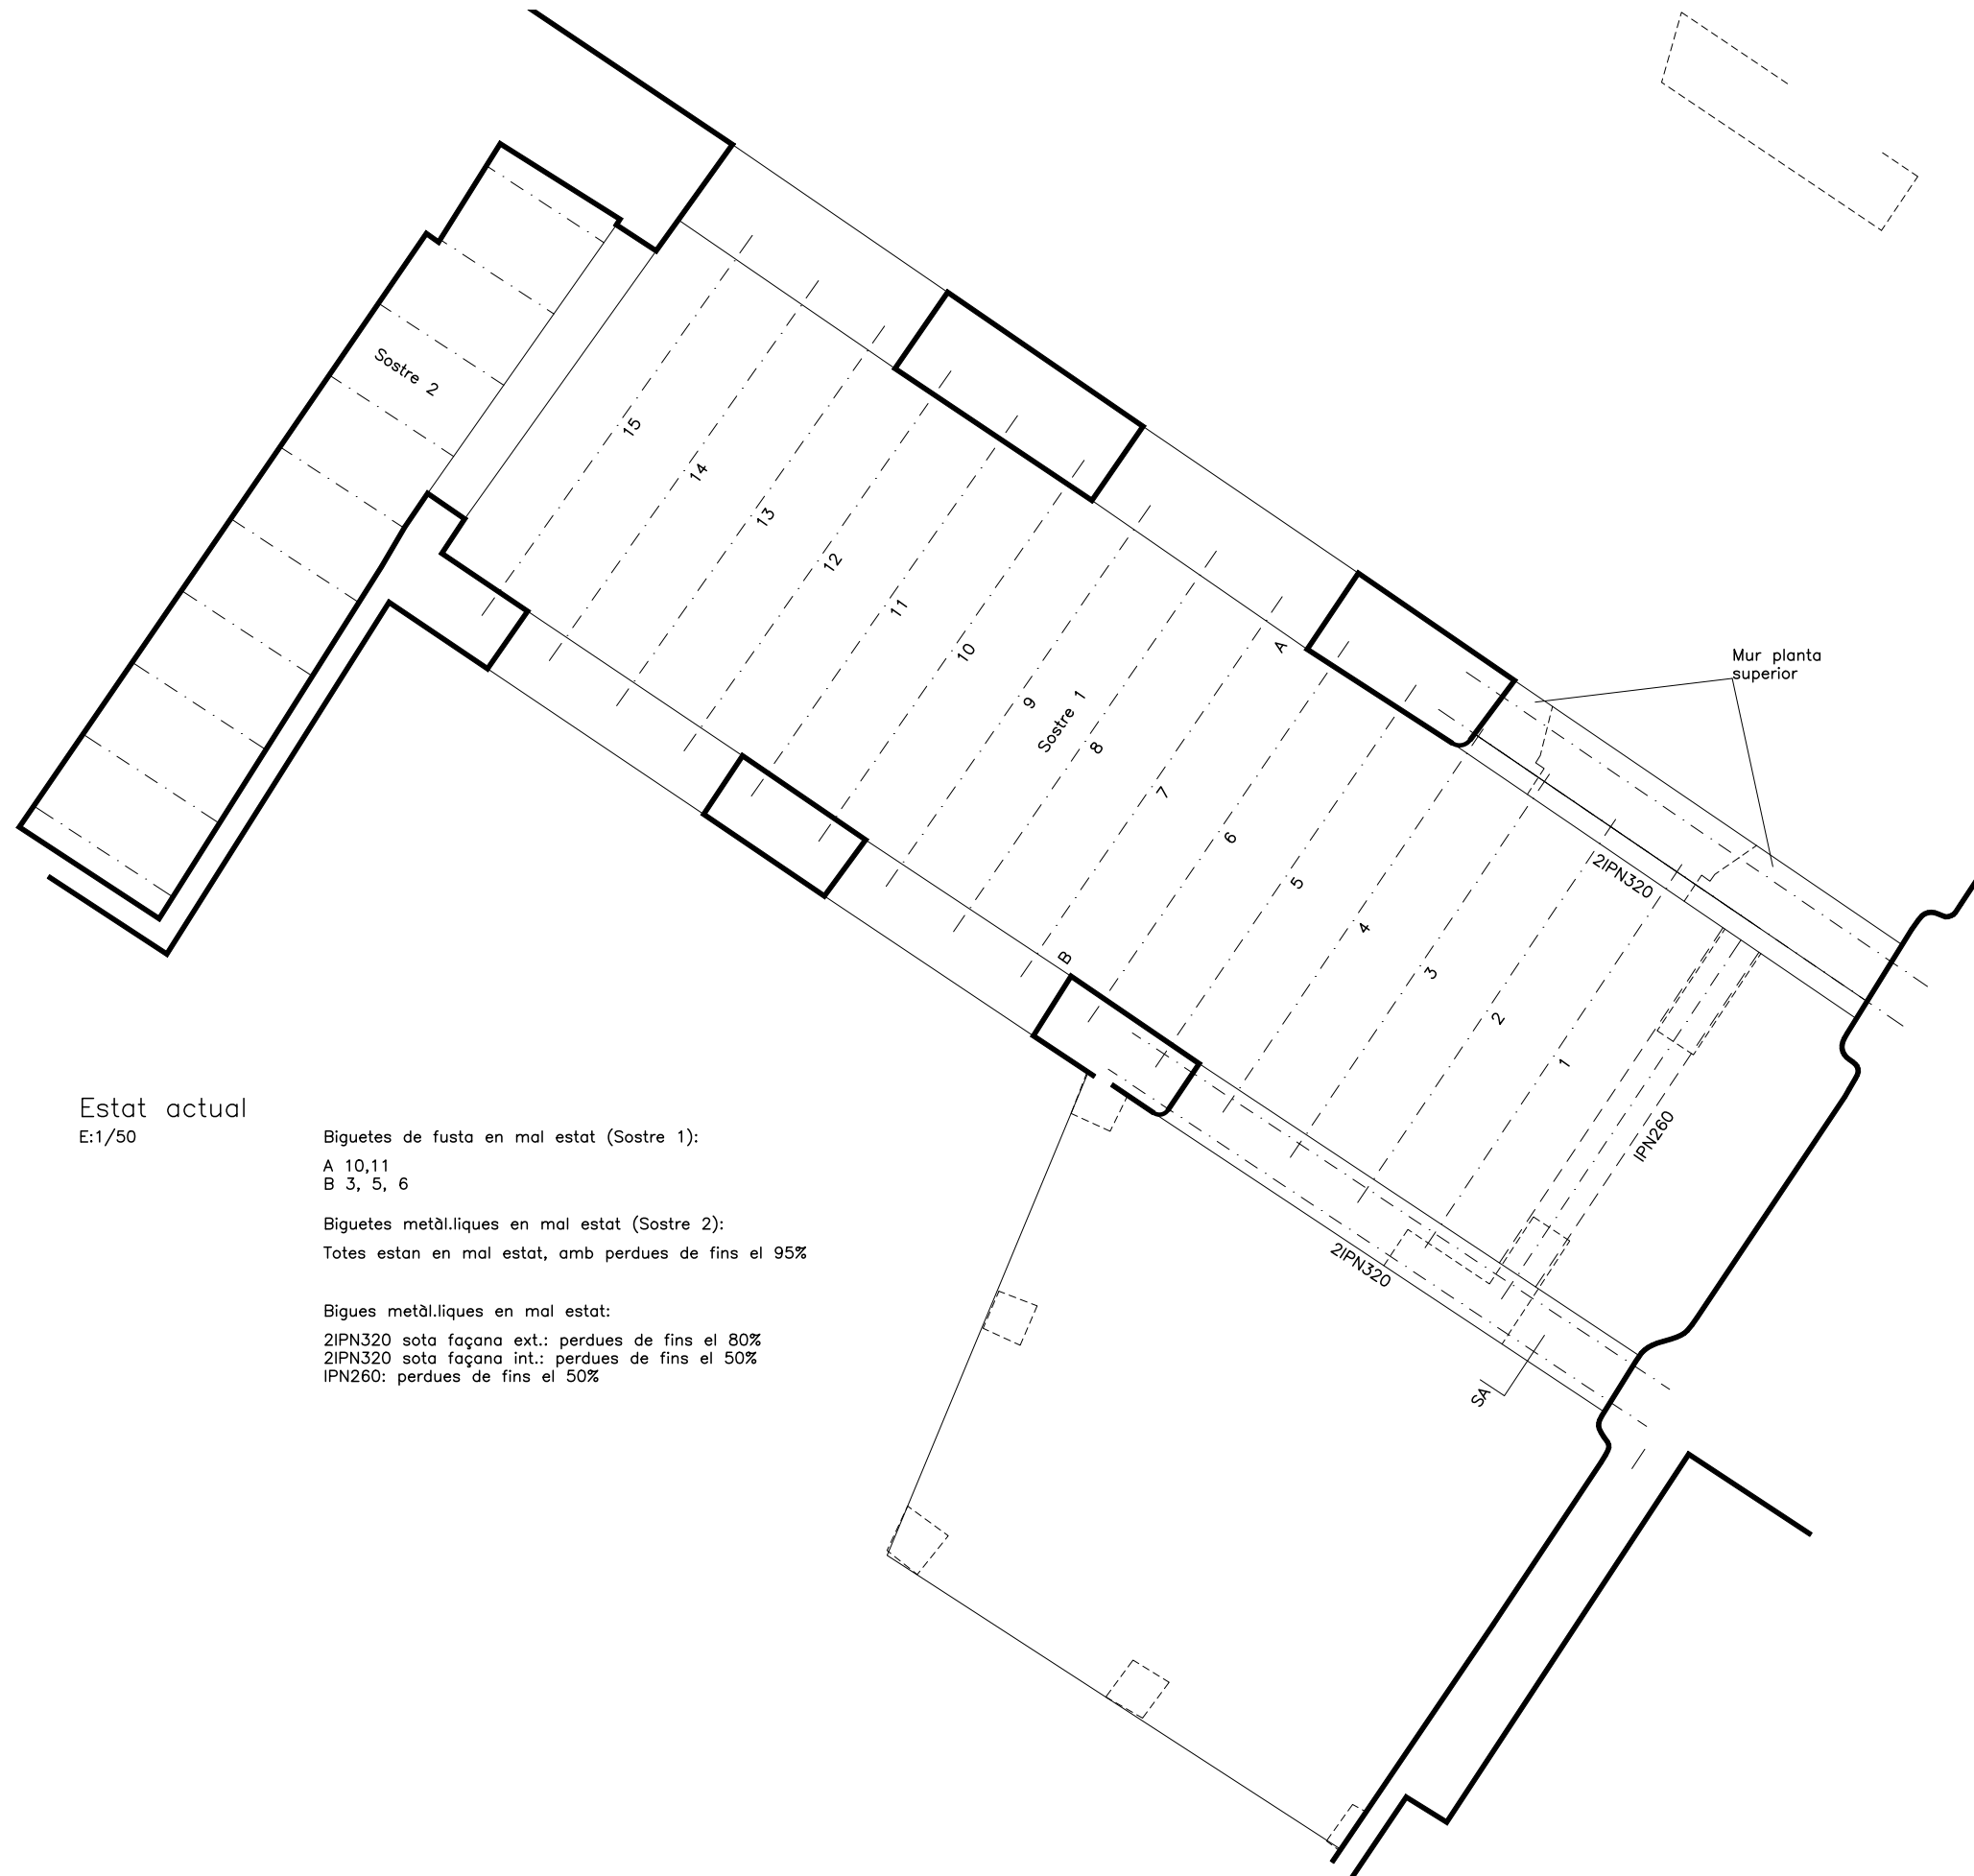 Sostre 2
15
14
13
12
11
10
9
Sostre 1
8
7
6
5
4
3
2
1
A
B
Mur planta
superior
2IPN320
IPN260
2IPN320
SA
Estat actual
E:1/50
Biguetes de fusta en mal estat (Sostre 1):
A 10,11
B 3, 5, 6
Biguetes metàl.liques en mal estat (Sostre 2):
Totes estan en mal estat, amb perdues de fins el 95%
Bigues metàl.liques en mal estat:
2IPN320 sota façana ext.: perdues de fins el 80%
2IPN320 sota façana int.: perdues de fins el 50%
IPN260: perdues de fins el 50%